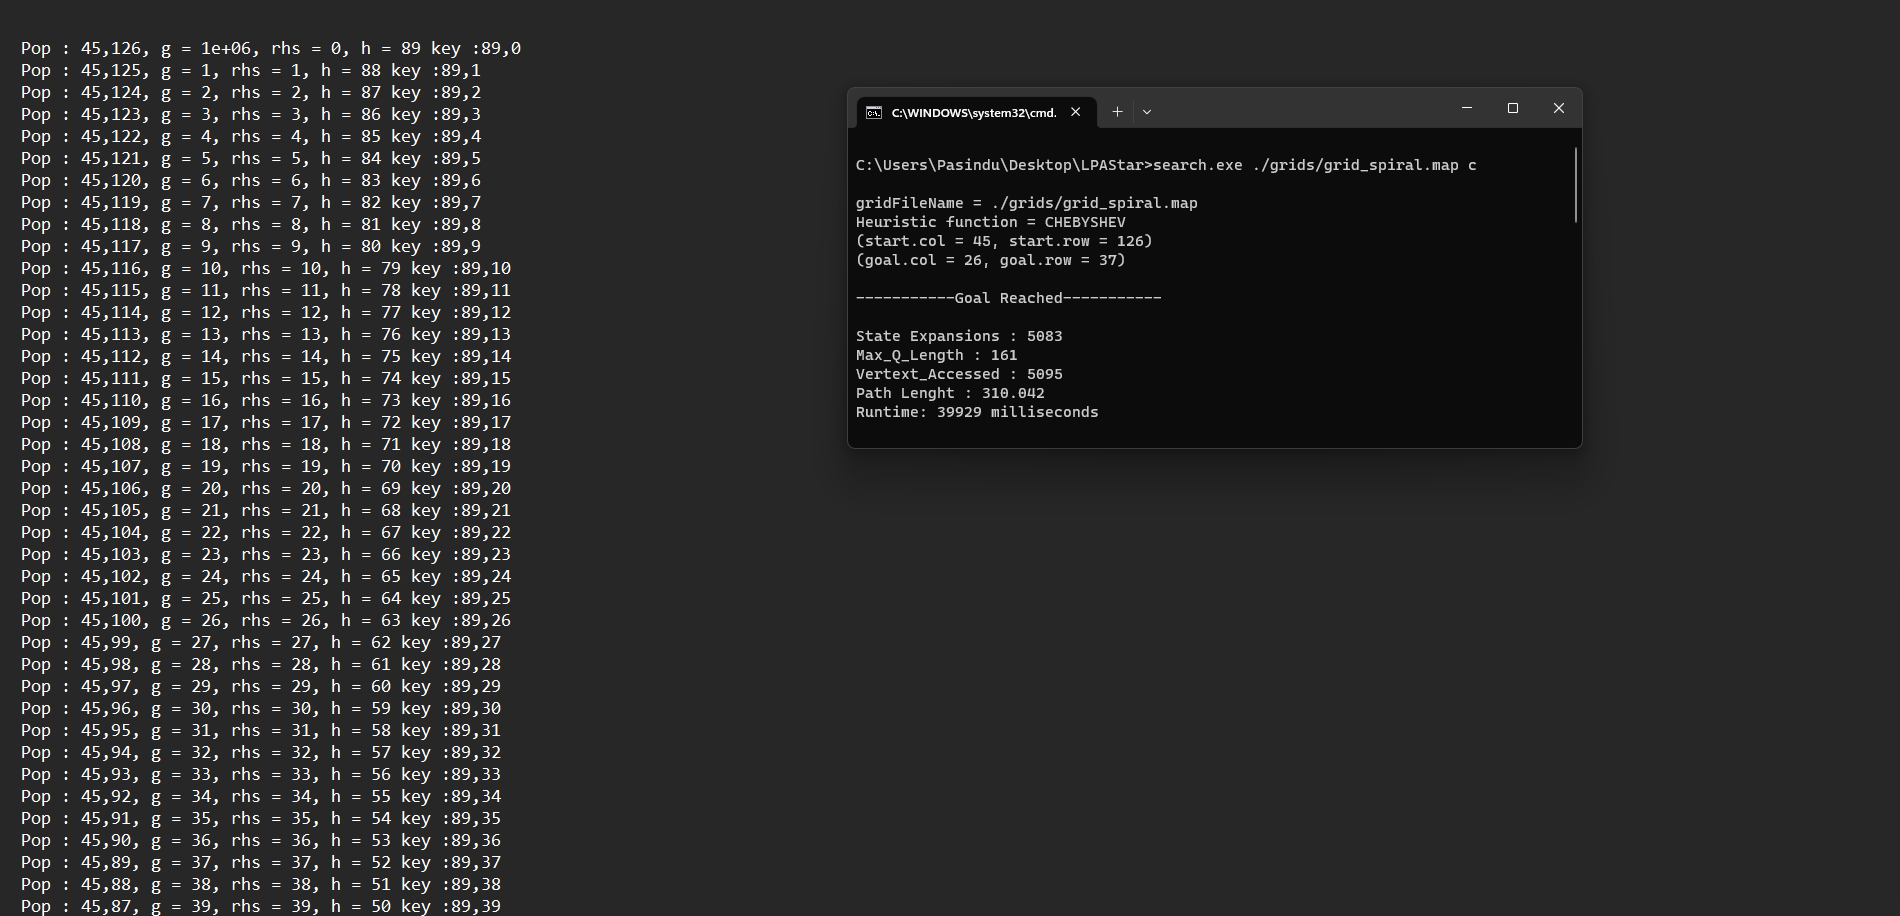 Pop : 45,126, g = 1e+06, rhs = 0, h = 89 key :89,0
Pop : 45,125, g = 1, rhs = 1, h = 88 key :89,1
Pop : 45,124, g = 2, rhs = 2, h = 87 key :89,2
Pop : 45,123, g = 3, rhs = 3, h = 86 key :89,3
Pop : 45,122, g = 4, rhs = 4, h = 85 key :89,4
Pop : 45,121, g = 5, rhs = 5, h = 84 key :89,5
Pop : 45,120, g = 6, rhs = 6, h = 83 key :89,6
Pop : 45,119, g = 7, rhs = 7, h = 82 key :89,7
Pop : 45,118, g = 8, rhs = 8, h = 81 key :89,8
Pop : 45,117, g = 9, rhs = 9, h = 80 key :89,9
Pop : 45,116, g = 10, rhs = 10, h = 79 key :89,10
Pop : 45,115, g = 11, rhs = 11, h = 78 key :89,11
Pop : 45,114, g = 12, rhs = 12, h = 77 key :89,12
Pop : 45,113, g = 13, rhs = 13, h = 76 key :89,13
Pop : 45,112, g = 14, rhs = 14, h = 75 key :89,14
Pop : 45,111, g = 15, rhs = 15, h = 74 key :89,15
Pop : 45,110, g = 16, rhs = 16, h = 73 key :89,16
Pop : 45,109, g = 17, rhs = 17, h = 72 key :89,17
Pop : 45,108, g = 18, rhs = 18, h = 71 key :89,18
Pop : 45,107, g = 19, rhs = 19, h = 70 key :89,19
Pop : 45,106, g = 20, rhs = 20, h = 69 key :89,20
Pop : 45,105, g = 21, rhs = 21, h = 68 key :89,21
Pop : 45,104, g = 22, rhs = 22, h = 67 key :89,22
Pop : 45,103, g = 23, rhs = 23, h = 66 key :89,23
Pop : 45,102, g = 24, rhs = 24, h = 65 key :89,24
Pop : 45,101, g = 25, rhs = 25, h = 64 key :89,25
Pop : 45,100, g = 26, rhs = 26, h = 63 key :89,26
Pop : 45,99, g = 27, rhs = 27, h = 62 key :89,27
Pop : 45,98, g = 28, rhs = 28, h = 61 key :89,28
Pop : 45,97, g = 29, rhs = 29, h = 60 key :89,29
Pop : 45,96, g = 30, rhs = 30, h = 59 key :89,30
Pop : 45,95, g = 31, rhs = 31, h = 58 key :89,31
Pop : 45,94, g = 32, rhs = 32, h = 57 key :89,32
Pop : 45,93, g = 33, rhs = 33, h = 56 key :89,33
Pop : 45,92, g = 34, rhs = 34, h = 55 key :89,34
Pop : 45,91, g = 35, rhs = 35, h = 54 key :89,35
Pop : 45,90, g = 36, rhs = 36, h = 53 key :89,36
Pop : 45,89, g = 37, rhs = 37, h = 52 key :89,37
Pop : 45,88, g = 38, rhs = 38, h = 51 key :89,38
Pop : 45,87, g = 39, rhs = 39, h = 50 key :89,39
C:\WINDOWS\system32\cmd.
C:\Users\Pasindu\Desktop\LPAStar>search.exe ./grids/grid_spiral.map c
gridFileName = ./grids/grid_spiral.map
Heuristic function = CHEBYSHEV
(start.col = 45, start.row = 126)
(goal.col = 26, goal.row = 37)
-----------Goal Reached-----------
State Expansions : 5083
Max_Q_Length : 161
Vertext_Accessed : 5095
Path Lenght : 310.042
Runtime: 39929 milliseconds